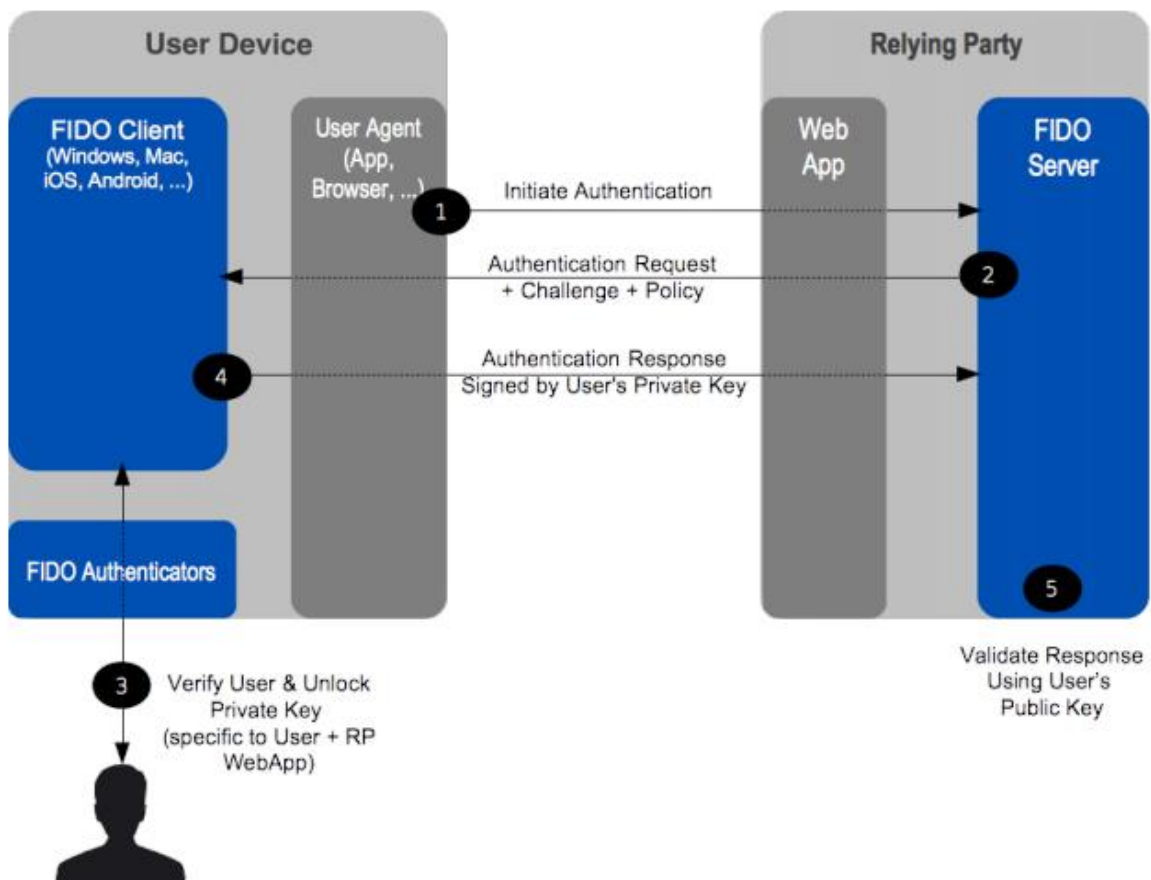 User Device
FIDO Client
(Windows, Mac,
iOS, Android, ...)
User Agent
(App,
Browser, ...)
Relying Party
Web
App
FIDO
Server
1
Initiate Authentication
Authentication Request
+ Challenge + Policy
2
4
Authentication Response
Signed by User's Private Key
FIDO Authenticators
5
Validate Response
Using User's
Public Key
3
Verify User & Unlock
Private Key
(specific to User + RP
WebApp)